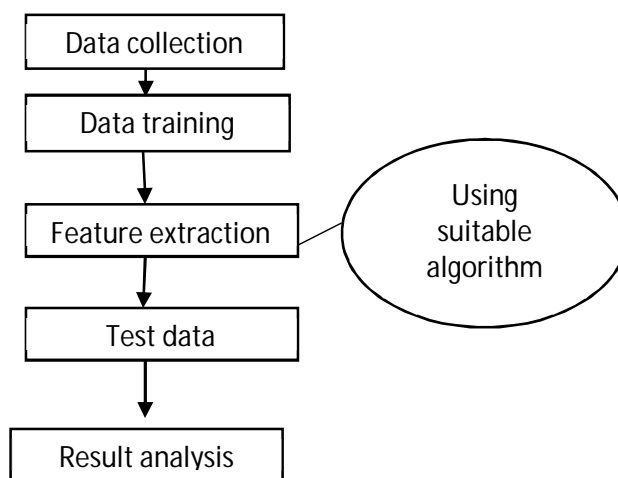 Data collection
Data training
Feature extraction
Using
suitable
algorithm
Test data
Result analysis